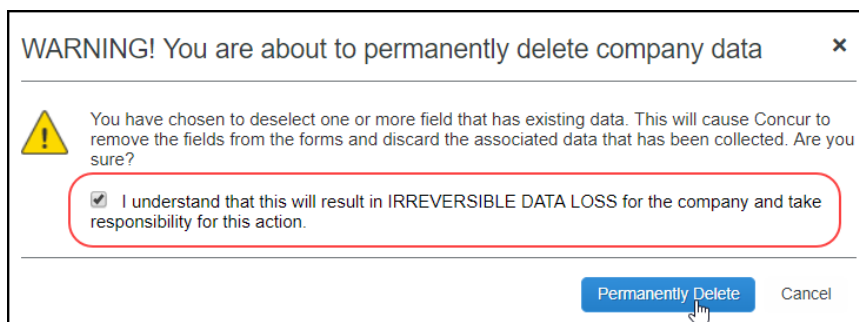 WARNING! You are about to permanently delete company data ×
You have chosen to deselect one or more field that has existing data. This will cause Concur to
remove the fields from the forms and discard the associated data that has been collected. Are you
sure?
I understand that this will result in IRREVERSIBLE DATA LOSS for the company and take
responsibility for this action.
Permanently Delete Cancel